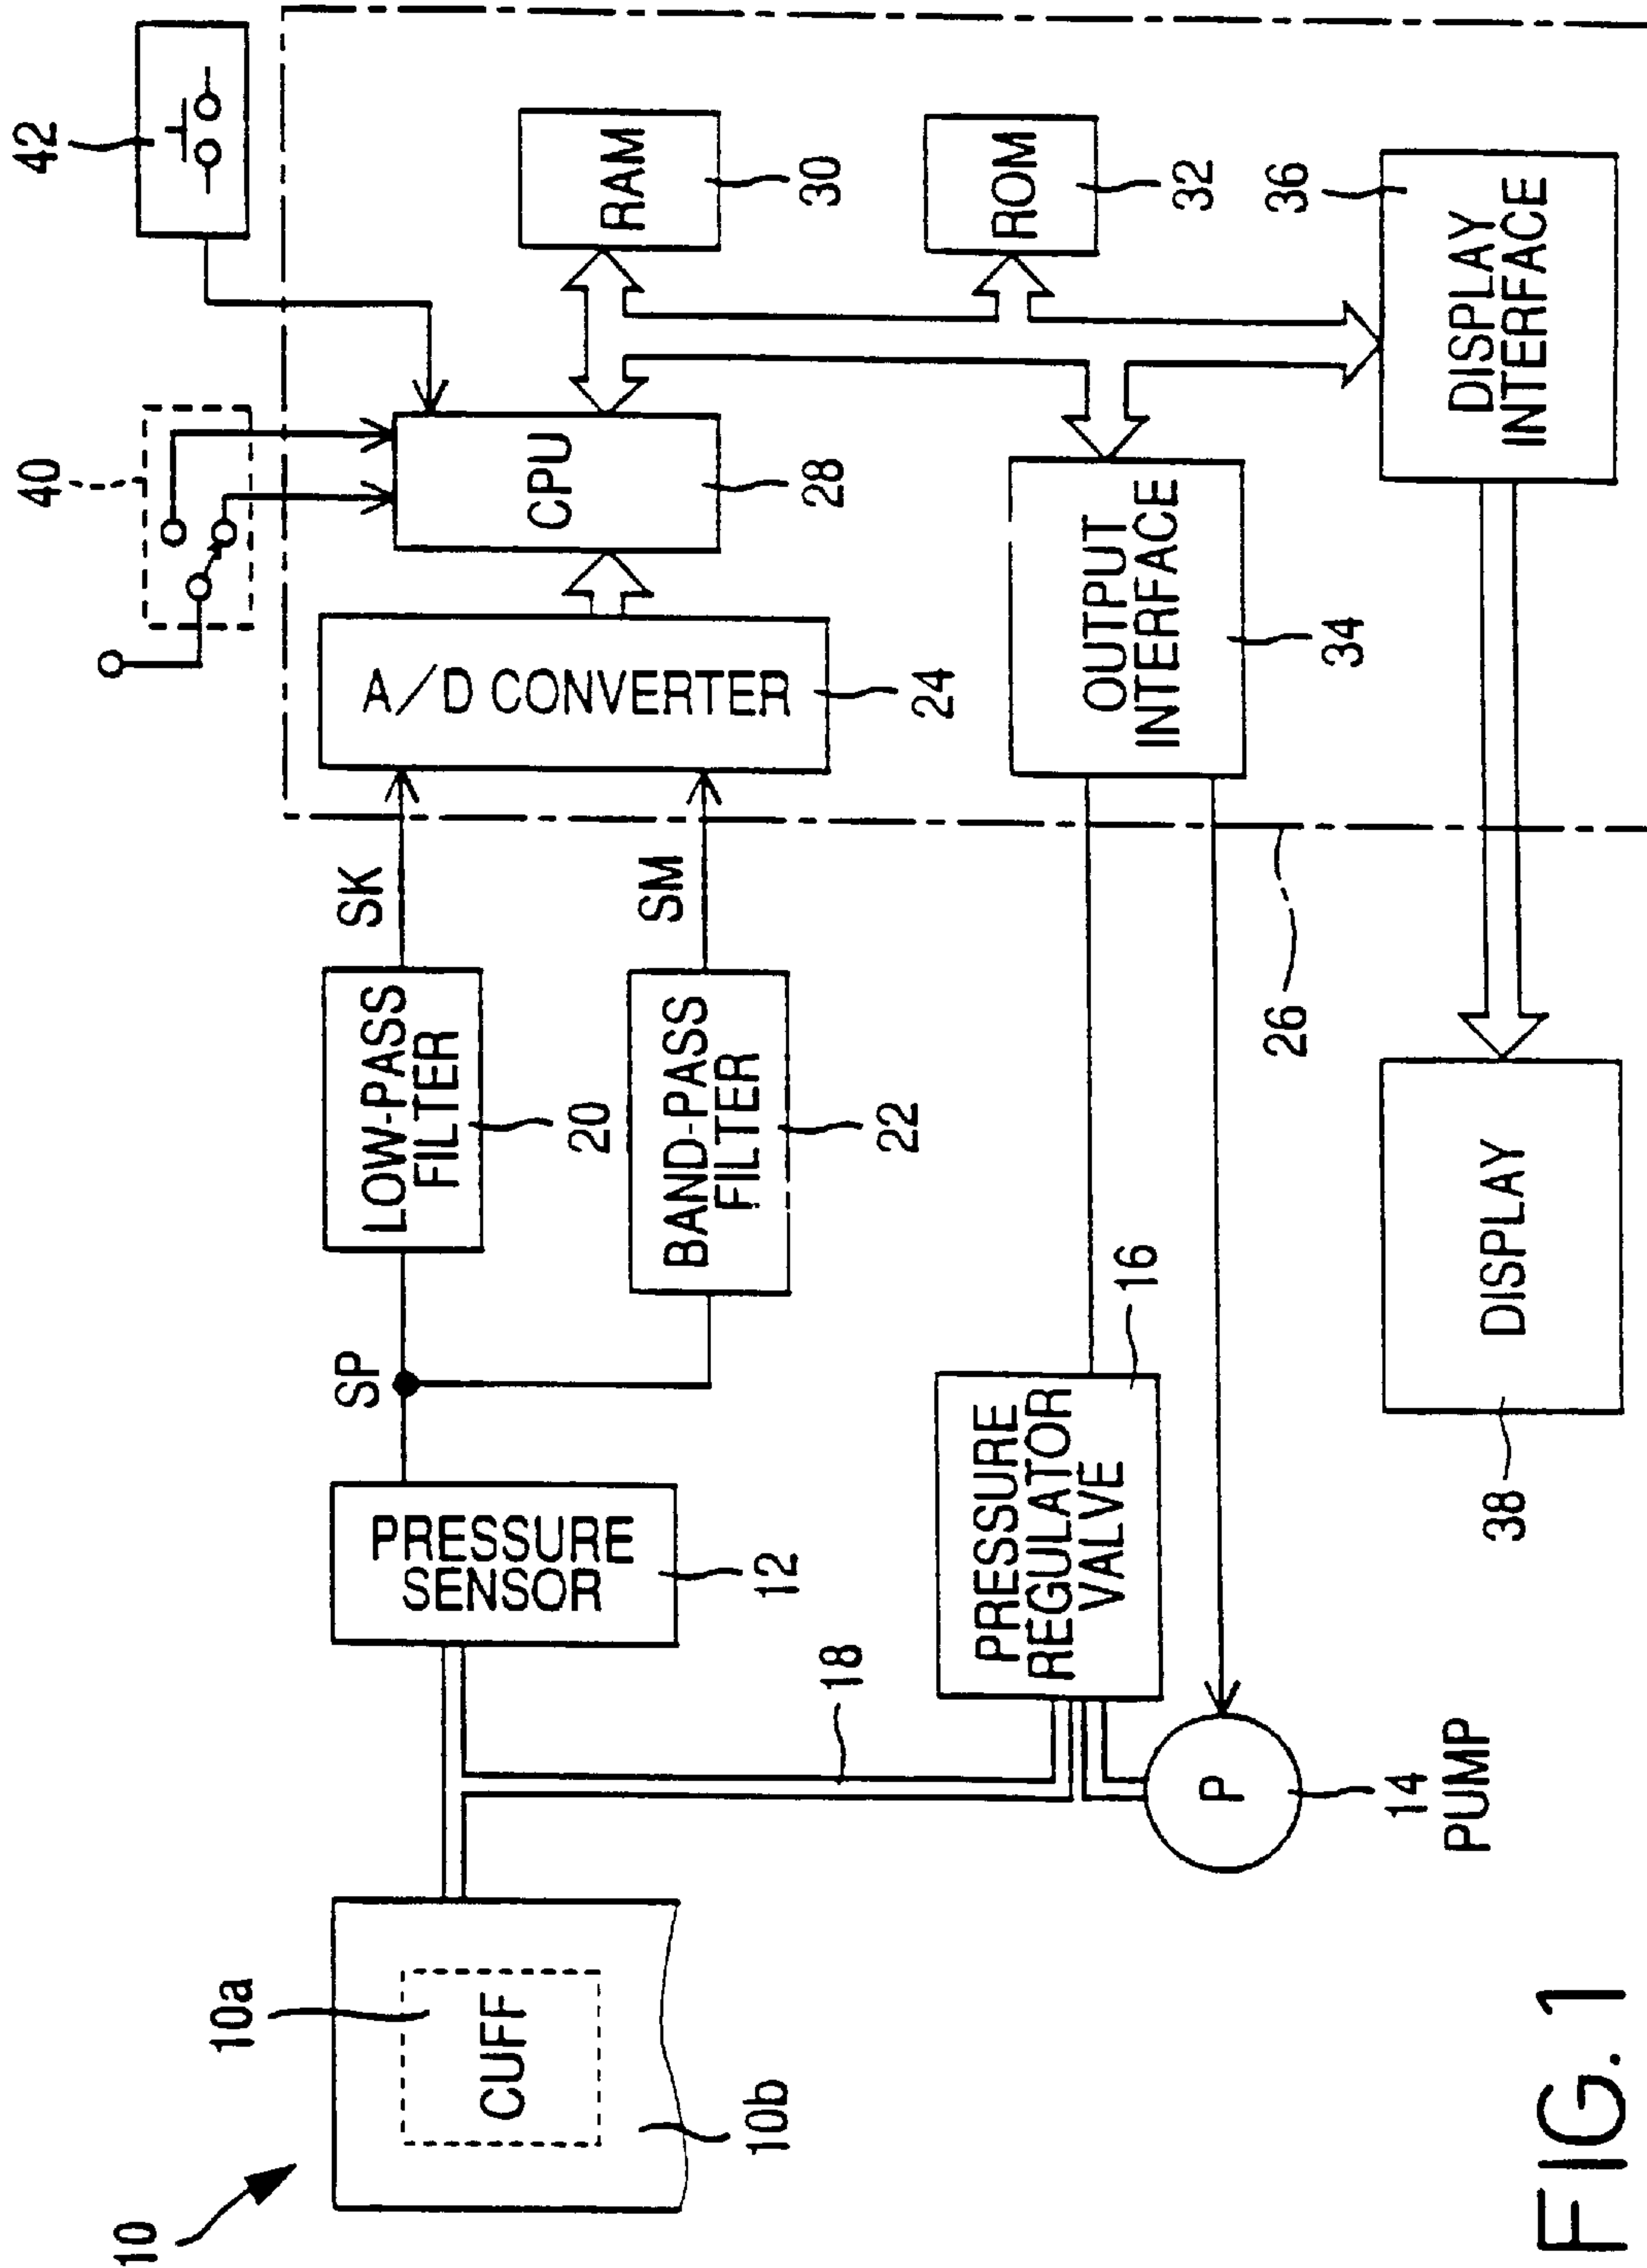 42
40
10
10a
CUFF
10b
PRESSURE
SENSOR
12
SP
LOW-PASS
FILTER
20
SK
BAND-PASS
FILTER
22
SM
A/D CONVERTER
24
CPU
28
RAM
30
ROM
32
18
PRESSURE
REGULATOR
VALVE
16
P
14
PUMP
OUTPUT
INTERFACE
34
26
DISPLAY
INTERFACE
36
DISPLAY
38
FIG. 1